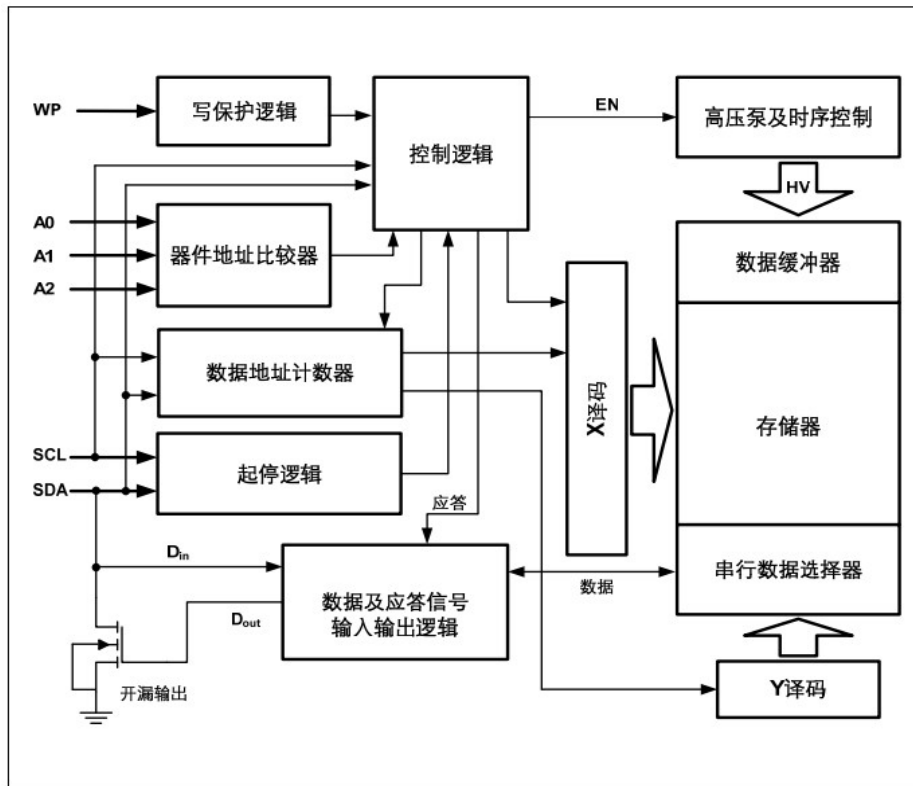 WP
写保护逻辑
控制逻辑
EN
高压泵及时序控制
HV
A0
A1
A2
器件地址比较器
数据缓冲器
数据地址计数器
X译码
存储器
SCL
SDA
起停逻辑
应答
Din
Dout
数据及应答信号
输入输出逻辑
数据
串行数据选择器
开漏输出
Y译码